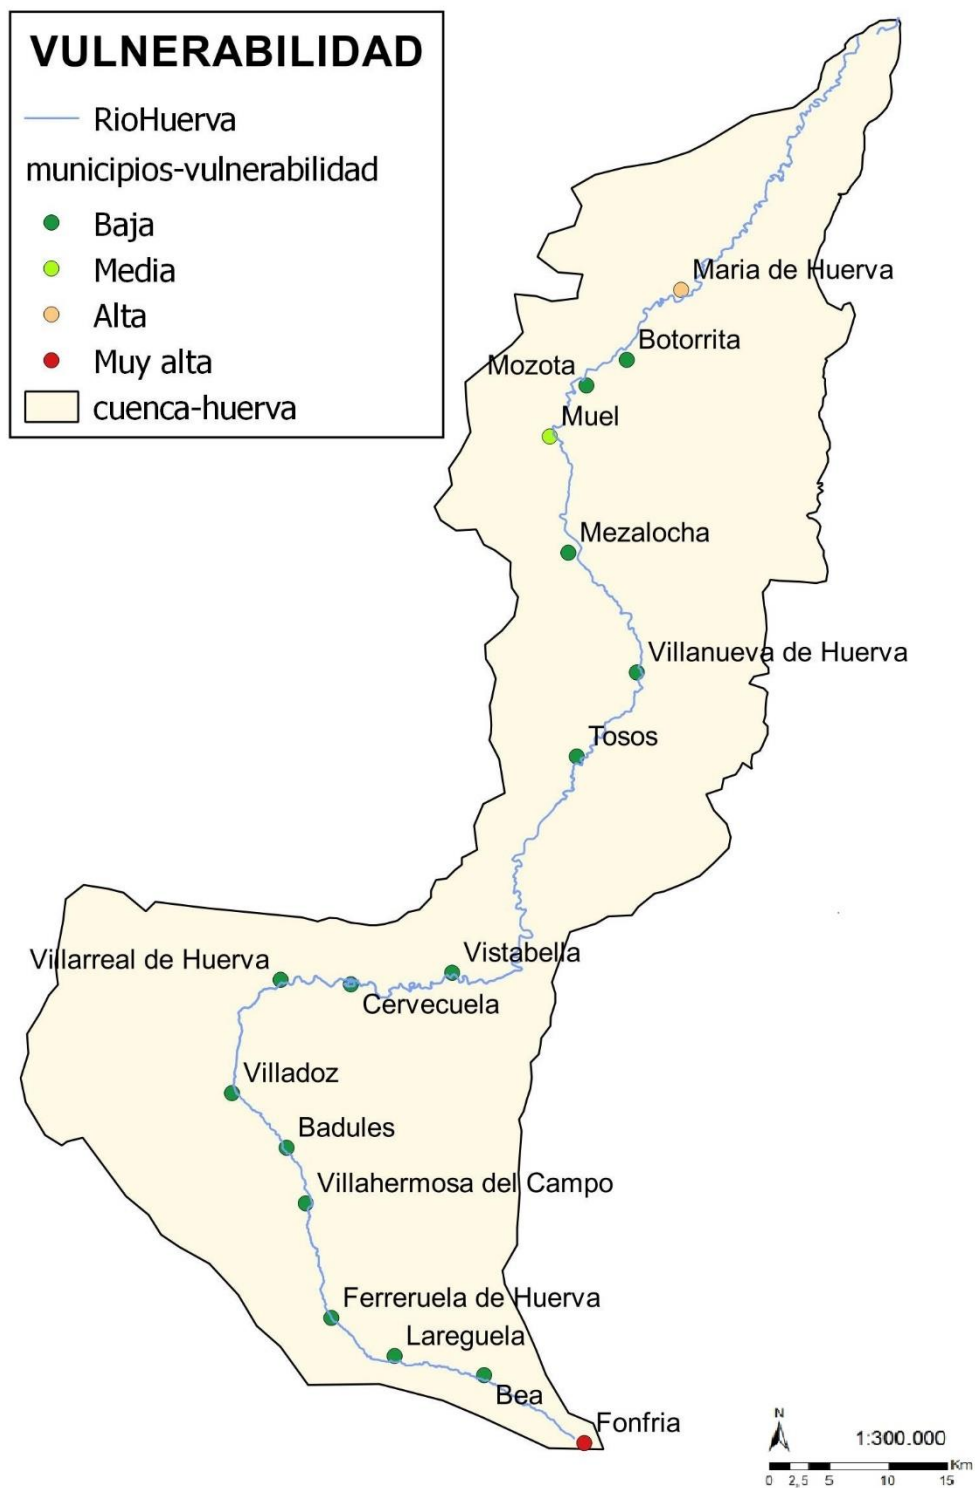 VULNERABILIDAD
RioHuerva
municipios-vulnerabilidad
Baja
Media
Alta
Muy alta
cuenca-huerva
Maria de Huerva
Botorrita
Mozota
Muel
Mezalocha
Villanueva de Huerva
Tosos
Vistabella
Villarreal de Huerva
Cervecuela
Villadoz
Badules
Villahermosa del Campo
Ferreruela de Huerva
Lareguela
Bea
Fonfria
N
1:300.000
Km
0 2,5 5 10 15